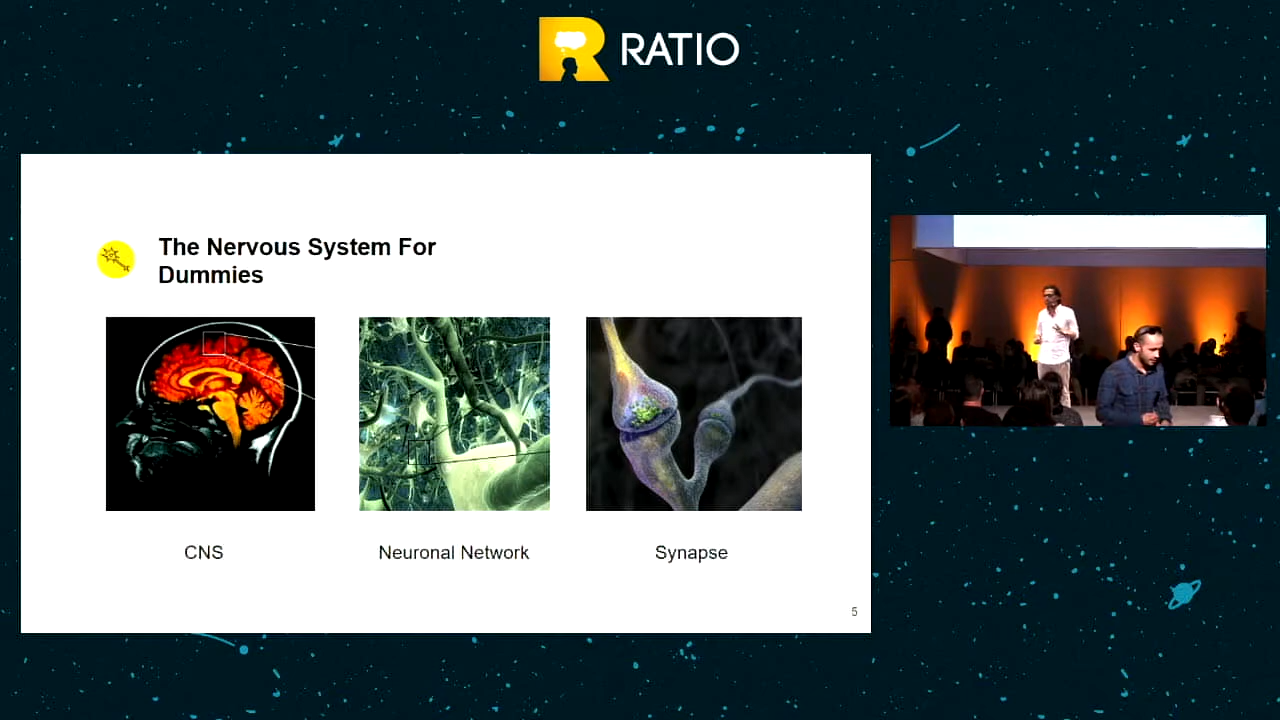 RATIO
The Nervous System For
Dummies
CNS
Neuronal Network
Synapse
5